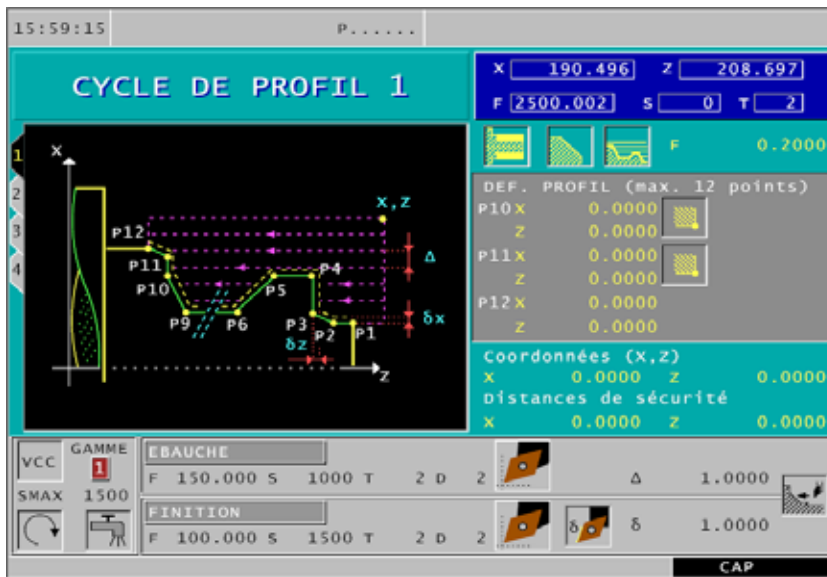 15:59:15 P......
CYCLE DE PROFIL 1
X 190.496 Z 208.697
F 2500.002 S 0 T 2
F 0.2000
1
2
3
4
X
X,Z
P12
P11
P10
P9
P6
P5
P4
P3
P2
P1
Δ
δx
δz
Z
DEF. PROFIL (max. 12 points)
P10 X 0.0000
Z 0.0000
P11 X 0.0000
Z 0.0000
P12 X 0.0000
Z 0.0000
Coordonnées (X,Z)
X 0.0000 Z 0.0000
Distances de sécurité
X 0.0000 Z 0.0000
VCC GAMME
1
SMAX 1500
EBAUCHE
F 150.000 S 1000 T 2 D 2 Δ 1.0000
FINITION
F 100.000 S 1500 T 2 D 2 δ δ 1.0000
CAP